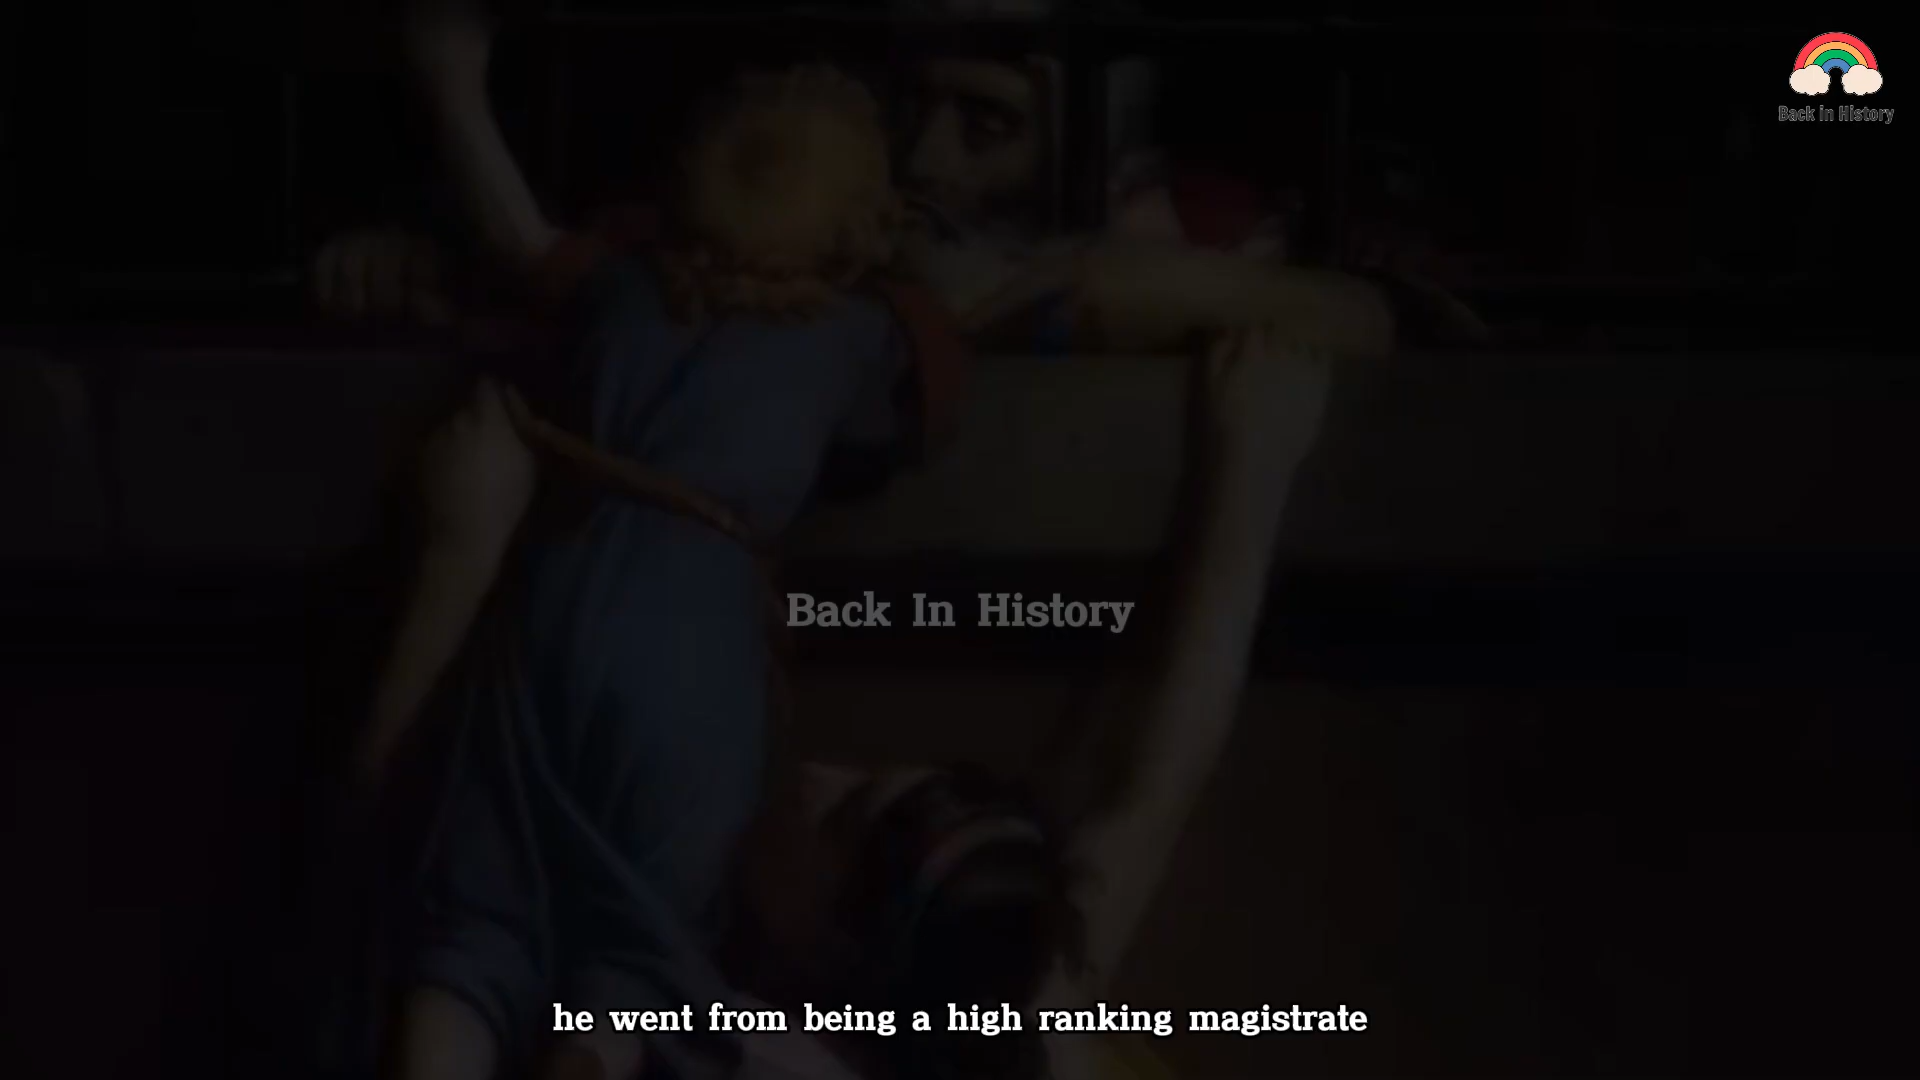 Back in History
Back In History
he went from being a high ranking magistrate